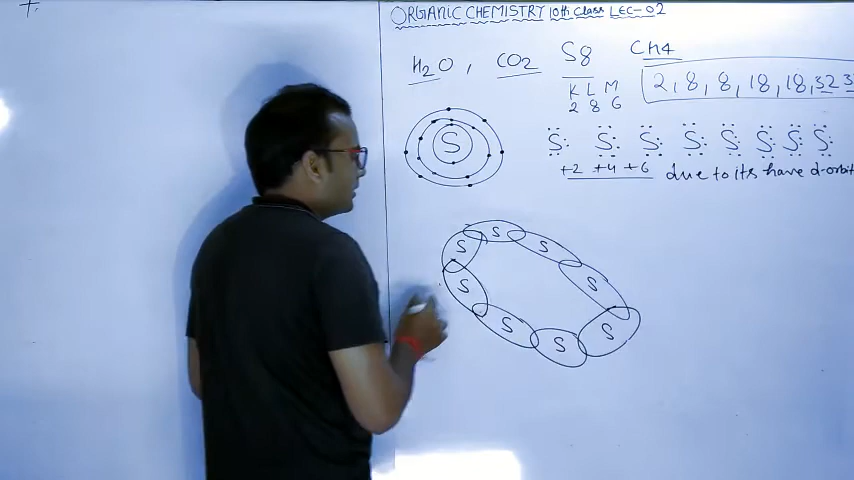 ORGANIC CHEMISTRY 10th Class LEC-02
H2O, CO2 S8 CH4
K L M
2 8 6
2, 8, 8, 18, 18, 32 3
S
S S S S S S S S
+2 +4 +6 due to its have d-orbit
S S S
S S
S S S